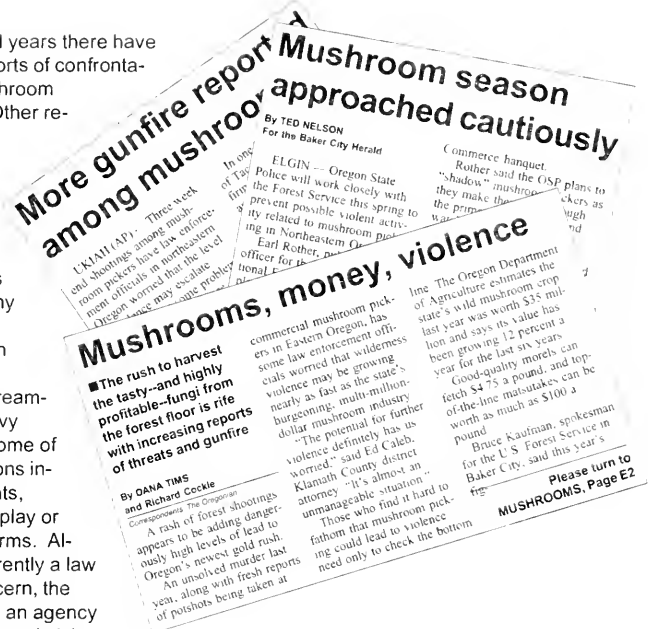 l years there have
orts of confronta-
hroom
Other re-
s
ny
n
ream-
vy
ome of
ons in-
ts,
play or
rms. Al-
rently a law
cern, the
an agency
More gunfire reported
among mushroo
UKIAH (AP).- Three week
end shootings among mush-
room pickers have law enforce-
ment officials in northeastern
Oregon worried that the level
may escalate
In one
of Tap
firm
Mushroom season
approached cautiously
By TED NELSON
For the Baker City Herald
ELGIN -- Oregon State
Police will work closely with
the Forest Service this spring to
prevent possible violent activ-
ity related to mushroom pick-
ing in Northeastern
Earl Rother,
officer for
tional F
Commerce banquet.
Rother said the OSP plans to
"shadow" mushroom pickers as
they make the
the prim
Mushrooms, money, violence
■The rush to harvest
the tasty--and highly
profitable--fungi from
the forest floor is rife
with increasing reports
of threats and gunfire
By DANA TIMS
and Richard Cockle
Correspondents The Oregonian
A rash of forest shootings
appears to be adding danger-
ously high levels of lead to
Oregon's newest gold rush.
An unsolved murder last
year, along with fresh reports
of potshots being taken at
commercial mushroom pick-
ers in Eastern Oregon, has
some law enforcement offi-
cials worried that wilderness
violence may be growing
nearly as fast as the state's
burgeoning, multi-million-
dollar mushroom industry
"The potential for further
violence definitely has us
worried," said Ed Caleb,
Klamath County district
attorney "It's almost an
unmanageable situation."
Those who find it hard to
fathom that mushroom pick-
ing could lead to violence
need only to check the bottom
line The Oregon Department
of Agriculture estimates the
state's wild mushroom crop
last year was worth $35 mil-
lion and says its value has
been growing 12 percent a
year for the last six years
Good-quality morels can
fetch $4.75 a pound, and top-
of-the-line matsutakes can be
worth as much as $100 a
pound
Bruce Kaufman, spokesman
for the U S Forest Service in
Baker City, said this year's
Please turn to
MUSHROOMS, Page E2